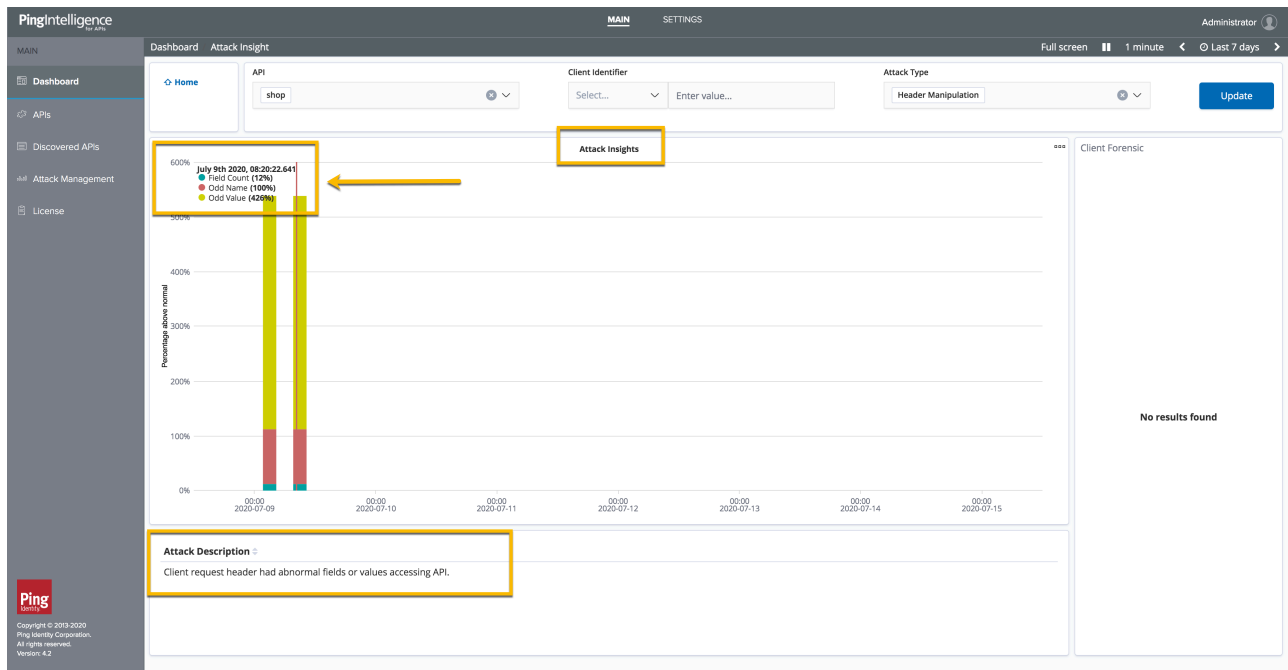 PingIntelligence
for APIs
MAIN
SETTINGS
Administrator
MAIN
Dashboard Attack Insight
Full screen 1 minute Last 7 days
Dashboard
APIs
Discovered APIs
Attack Management
License
Home
API
shop
Client Identifier
Select...
Enter value...
Attack Type
Header Manipulation
Update
Attack Insights
Client Forensic
July 9th 2020, 08:20:22.641
Field Count (12%)
Odd Name (100%)
Odd Value (426%)
Percentage above normal
600%
500%
400%
300%
200%
100%
0%
00:00
2020-07-09
00:00
2020-07-10
00:00
2020-07-11
00:00
2020-07-12
00:00
2020-07-13
00:00
2020-07-14
00:00
2020-07-15
No results found
Attack Description
Client request header had abnormal fields or values accessing API.
Ping
Identity
Copyright © 2013-2020
Ping Identity Corporation.
All rights reserved.
Version: 4.2